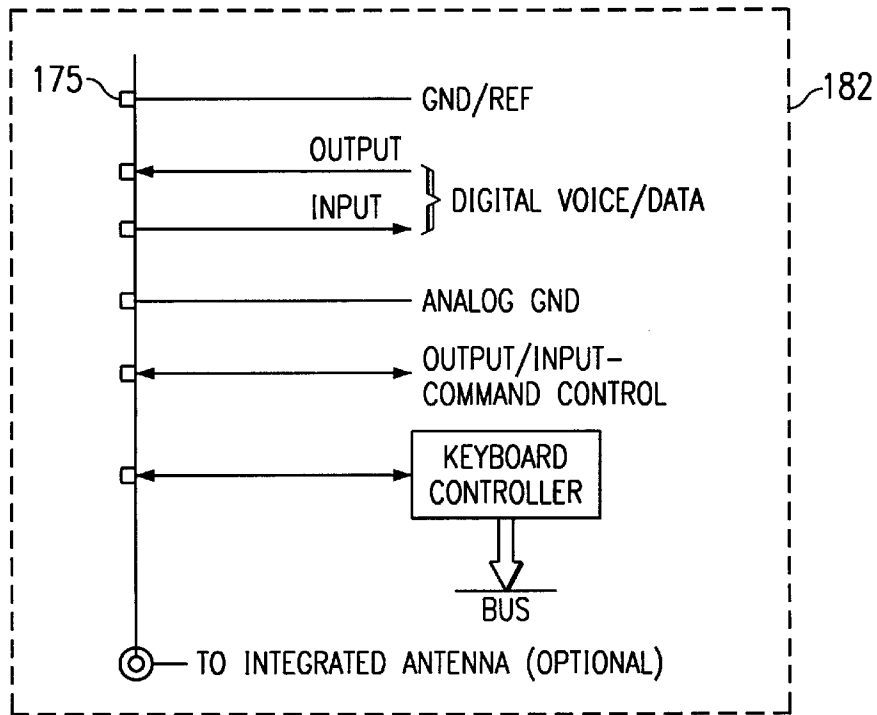 175
GND/REF
182
OUTPUT
INPUT
DIGITAL VOICE/DATA
ANALOG GND
OUTPUT/INPUT-
COMMAND CONTROL
KEYBOARD
CONTROLLER
BUS
TO INTEGRATED ANTENNA (OPTIONAL)